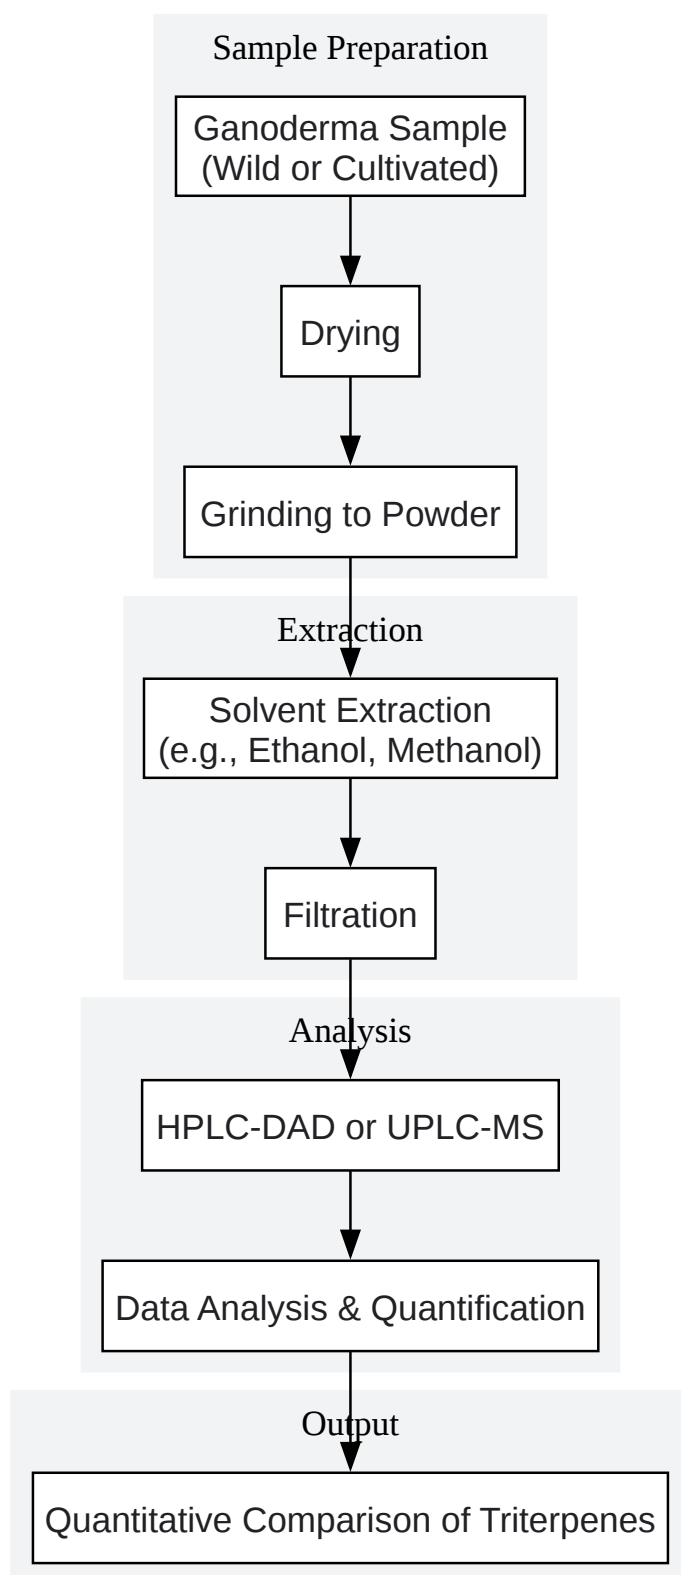 Sample Preparation
Ganoderma Sample
(Wild or Cultivated)
Drying
Grinding to Powder
Extraction
Solvent Extraction
(e.g., Ethanol, Methanol)
Filtration
Analysis
HPLC-DAD or UPLC-MS
Data Analysis & Quantification
Output
Quantitative Comparison of Triterpenes